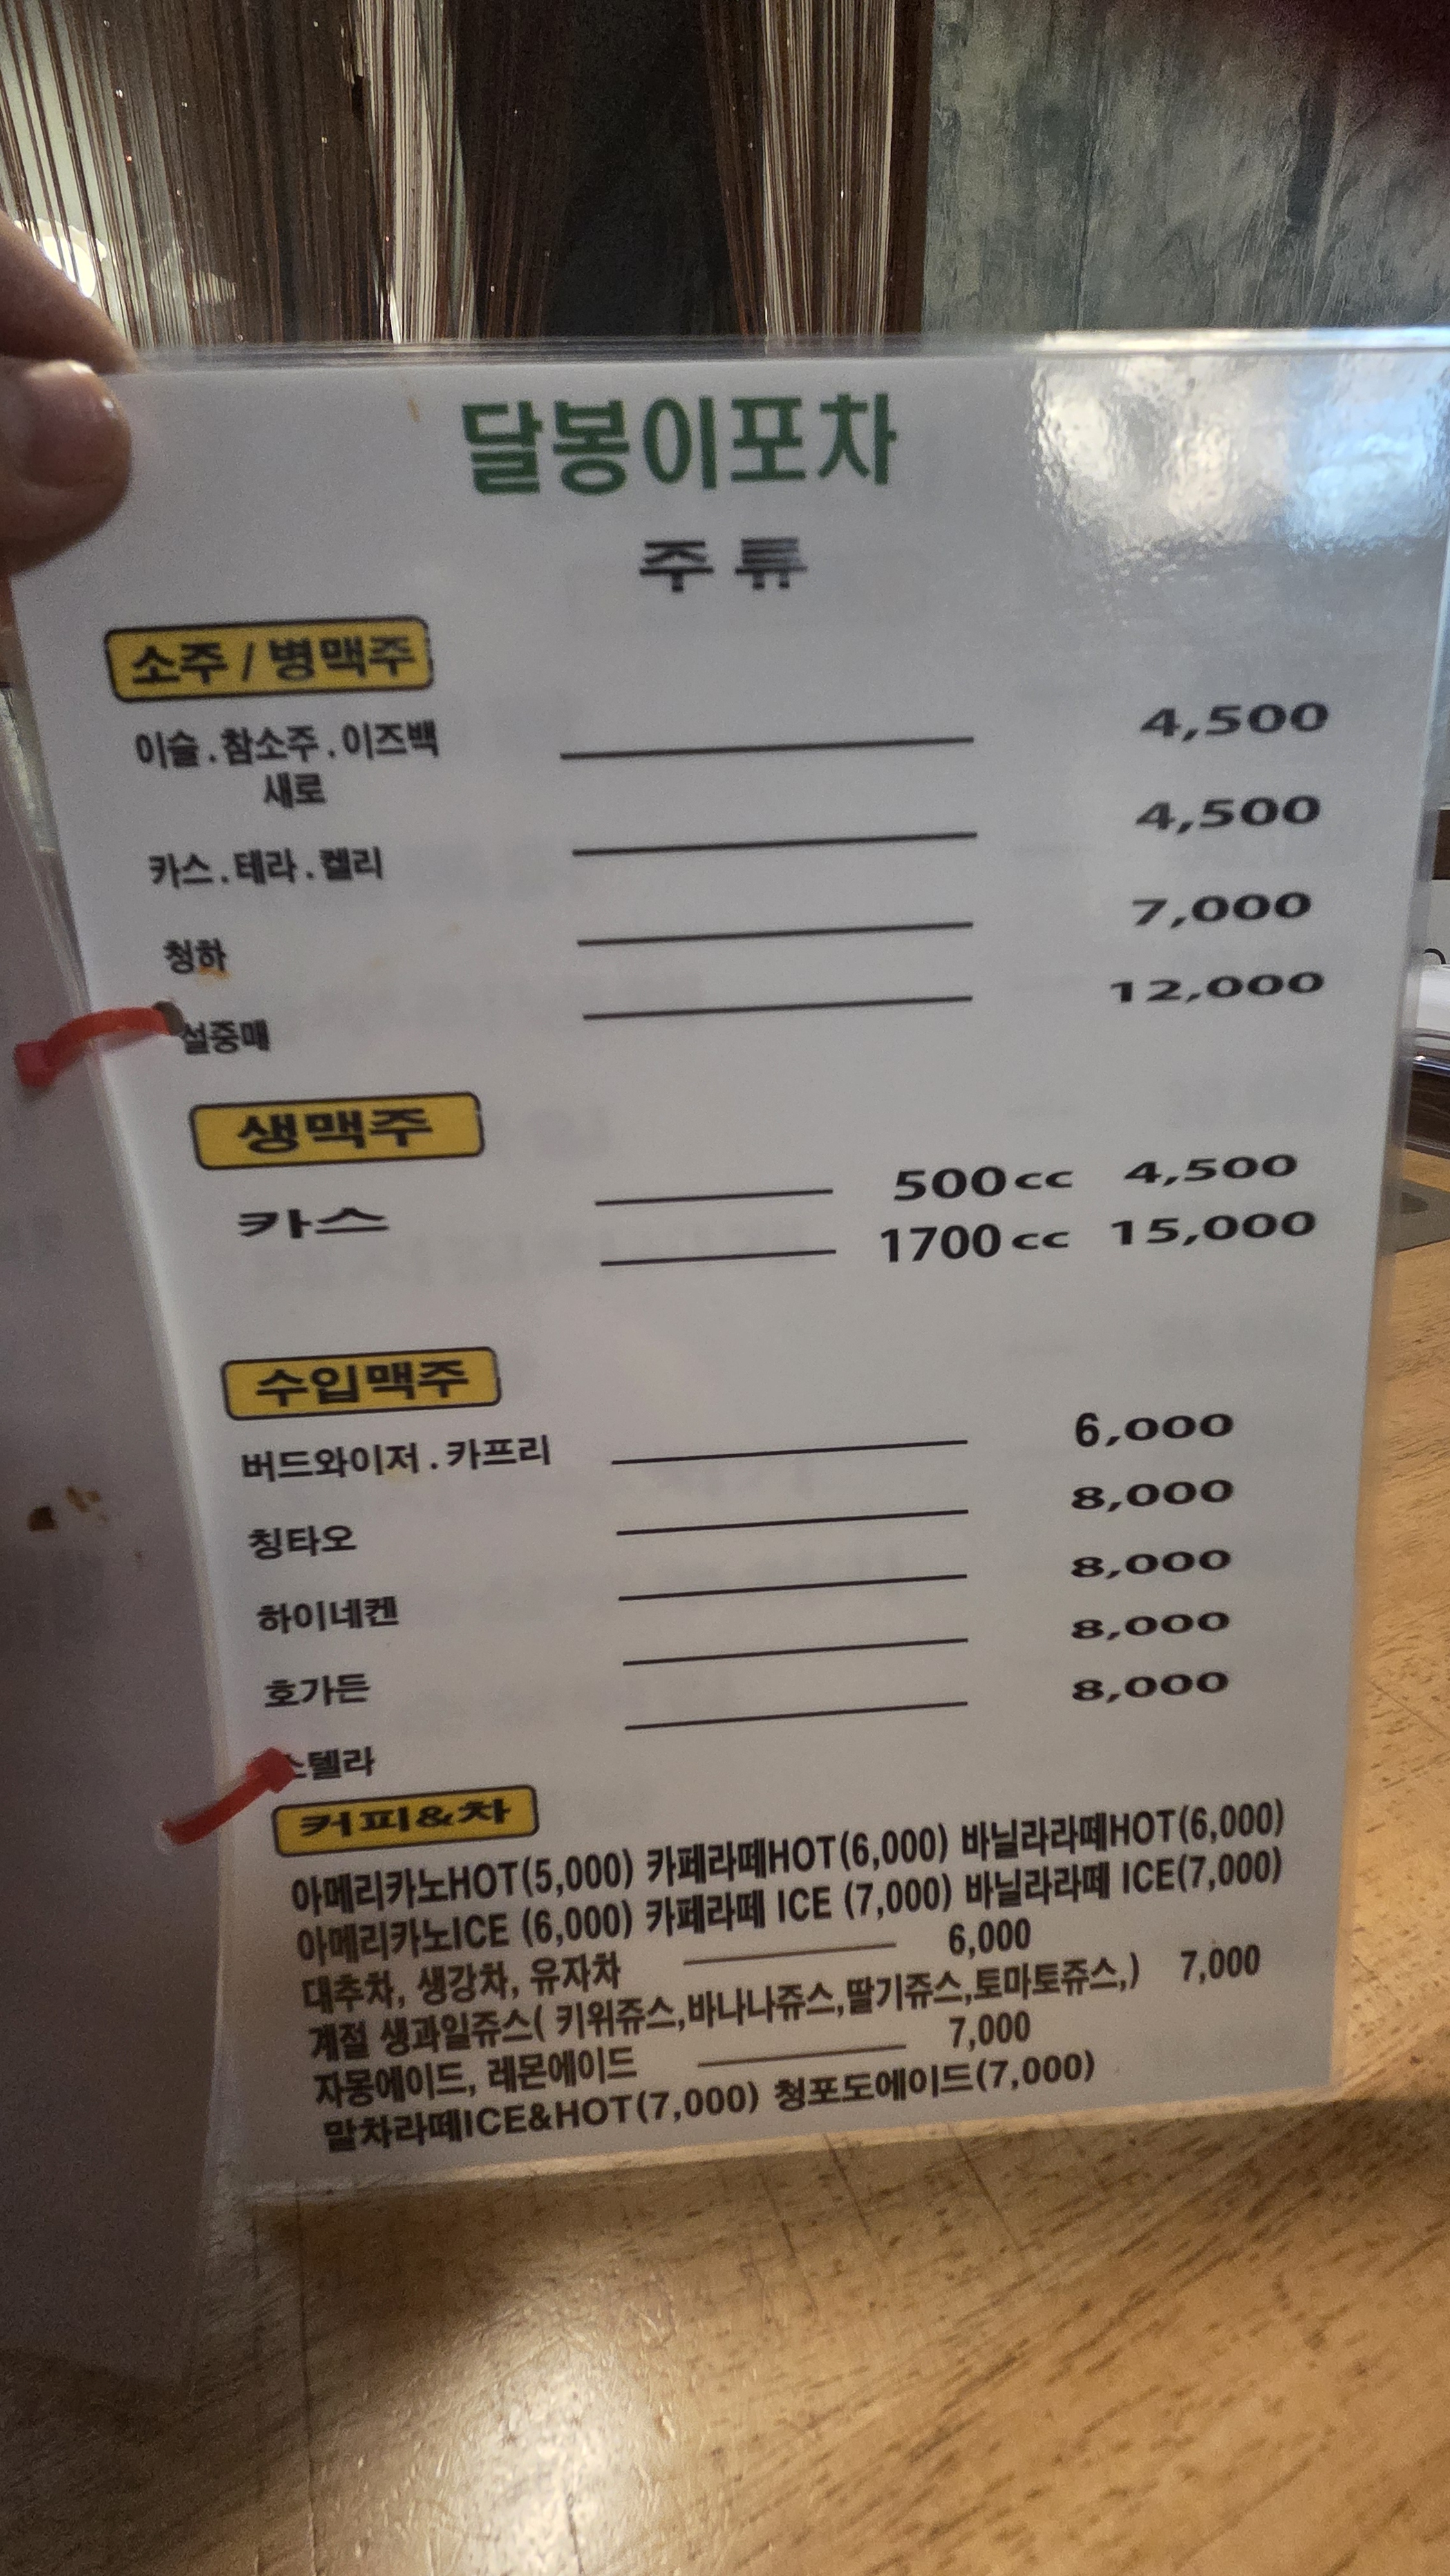 달봉이포차
주류
소주 / 병맥주
이슬 . 참소주 . 이즈백 4,500
새로
카스 . 테라 . 켈리 4,500
청하 7,000
설중매 12,000
생맥주
카스 500cc 4,500
1700cc 15,000
수입맥주
버드와이저 . 카프리 6,000
칭타오 8,000
하이네켄 8,000
호가든 8,000
스텔라 8,000
커피&차
아메리카노HOT(5,000) 카페라떼HOT(6,000) 바닐라라떼HOT(6,000)
아메리카노ICE (6,000) 카페라떼 ICE (7,000) 바닐라라떼 ICE(7,000)
대추차, 생강차, 유자차 6,000
계절 생과일쥬스( 키위쥬스,바나나쥬스,딸기쥬스,토마토쥬스,) 7,000
자몽에이드, 레몬에이드 7,000
말차라떼ICE&HOT(7,000) 청포도에이드(7,000)